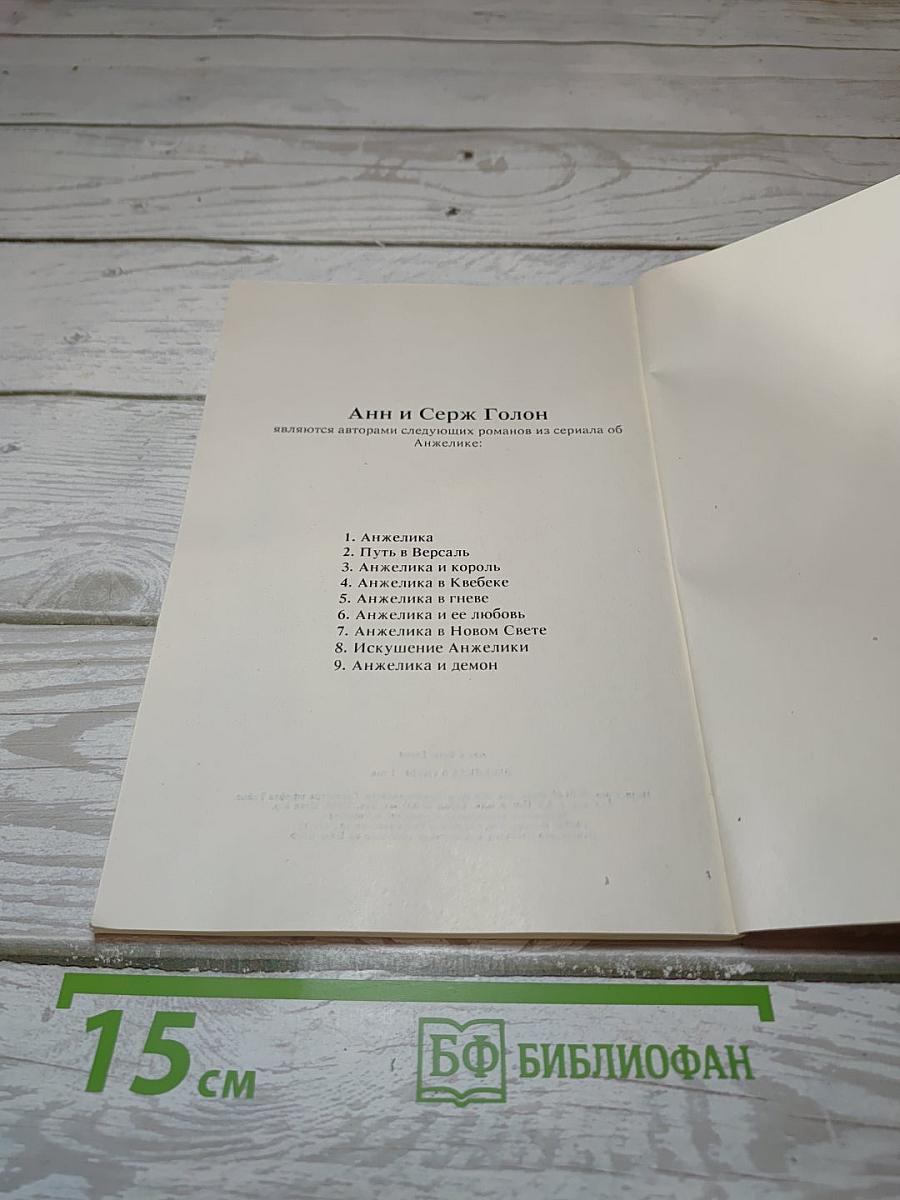 Анн и Серж Голон
являются авторами следующих романов из сериала об
Анжелике:
1. Анжелика
2. Путь в Версаль
3. Анжелика и король
4. Анжелика в Квебеке
5. Анжелика в гневе
6. Анжелика и ее любовь
7. Анжелика в Новом Свете
8. Искушение Анжелики
9. Анжелика и демон
15 см
БФ БИБЛИОФАН